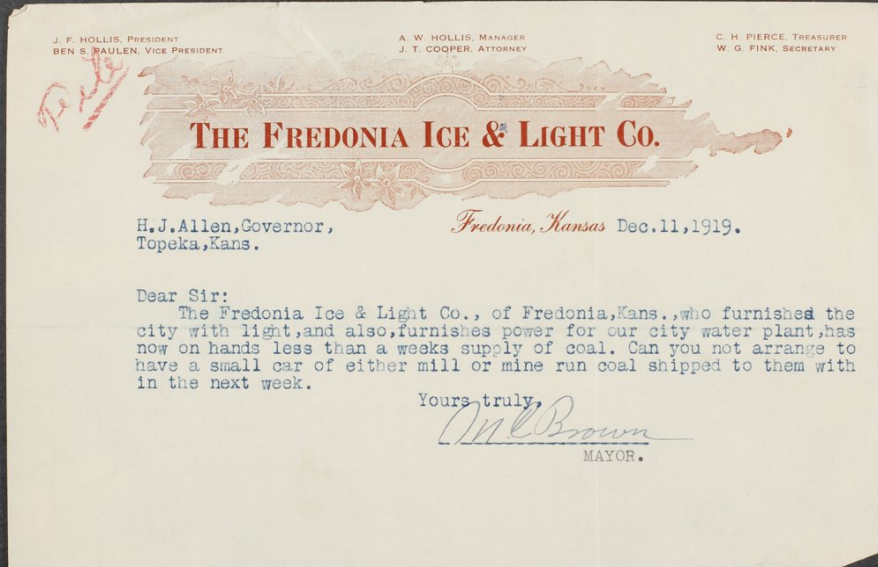 J. F. HOLLIS, PRESIDENT
BEN S. PAULEN, VICE PRESIDENT
A. W. HOLLIS, MANAGER
J. T. COOPER, ATTORNEY
C. H. PIERCE, TREASURER
W. G. FINK, SECRETARY
THE FREDONIA ICE & LIGHT CO.
Fredonia, Kansas Dec.11,1919.
H.J.Allen,Governor,
Topeka,Kans.
Dear Sir:
The Fredonia Ice & Light Co., of Fredonia,Kans.,who furnished the
city with light,and also,furnishes power for our city water plant,has
now on hands less than a weeks supply of coal. Can you not arrange to
have a small car of either mill or mine run coal shipped to them with
in the next week.
Yours truly,
M C Brown
MAYOR.